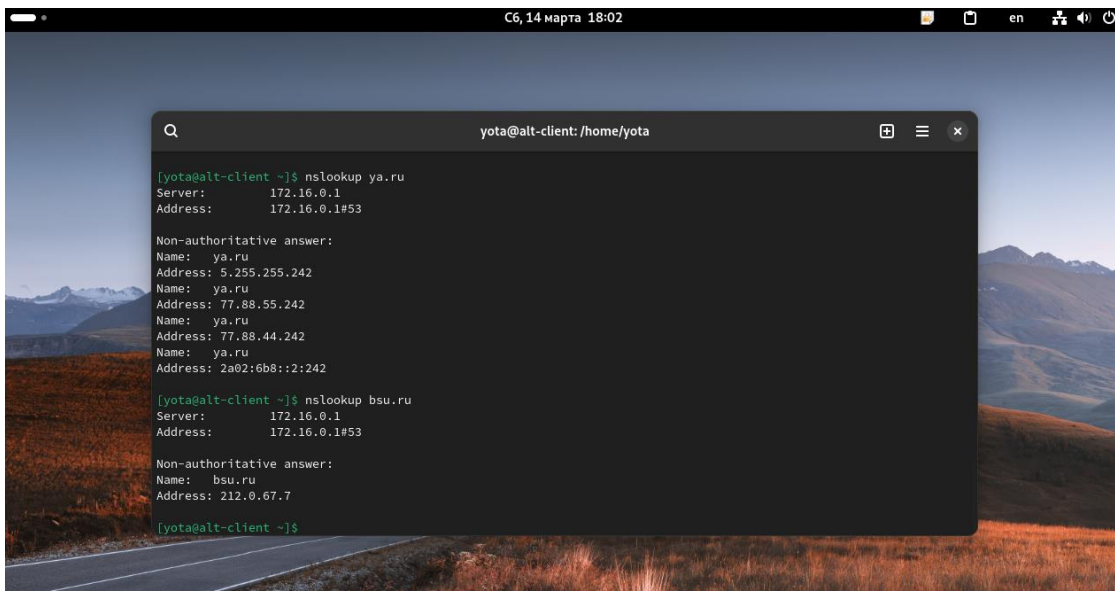 Сб, 14 марта 18:02
en
yota@alt-client: /home/yota
[yota@alt-client ~]$ nslookup ya.ru
Server: 172.16.0.1
Address: 172.16.0.1#53
Non-authoritative answer:
Name: ya.ru
Address: 5.255.255.242
Name: ya.ru
Address: 77.88.55.242
Name: ya.ru
Address: 77.88.44.242
Name: ya.ru
Address: 2a02:6b8::2:242
[yota@alt-client ~]$ nslookup bsu.ru
Server: 172.16.0.1
Address: 172.16.0.1#53
Non-authoritative answer:
Name: bsu.ru
Address: 212.0.67.7
[yota@alt-client ~]$